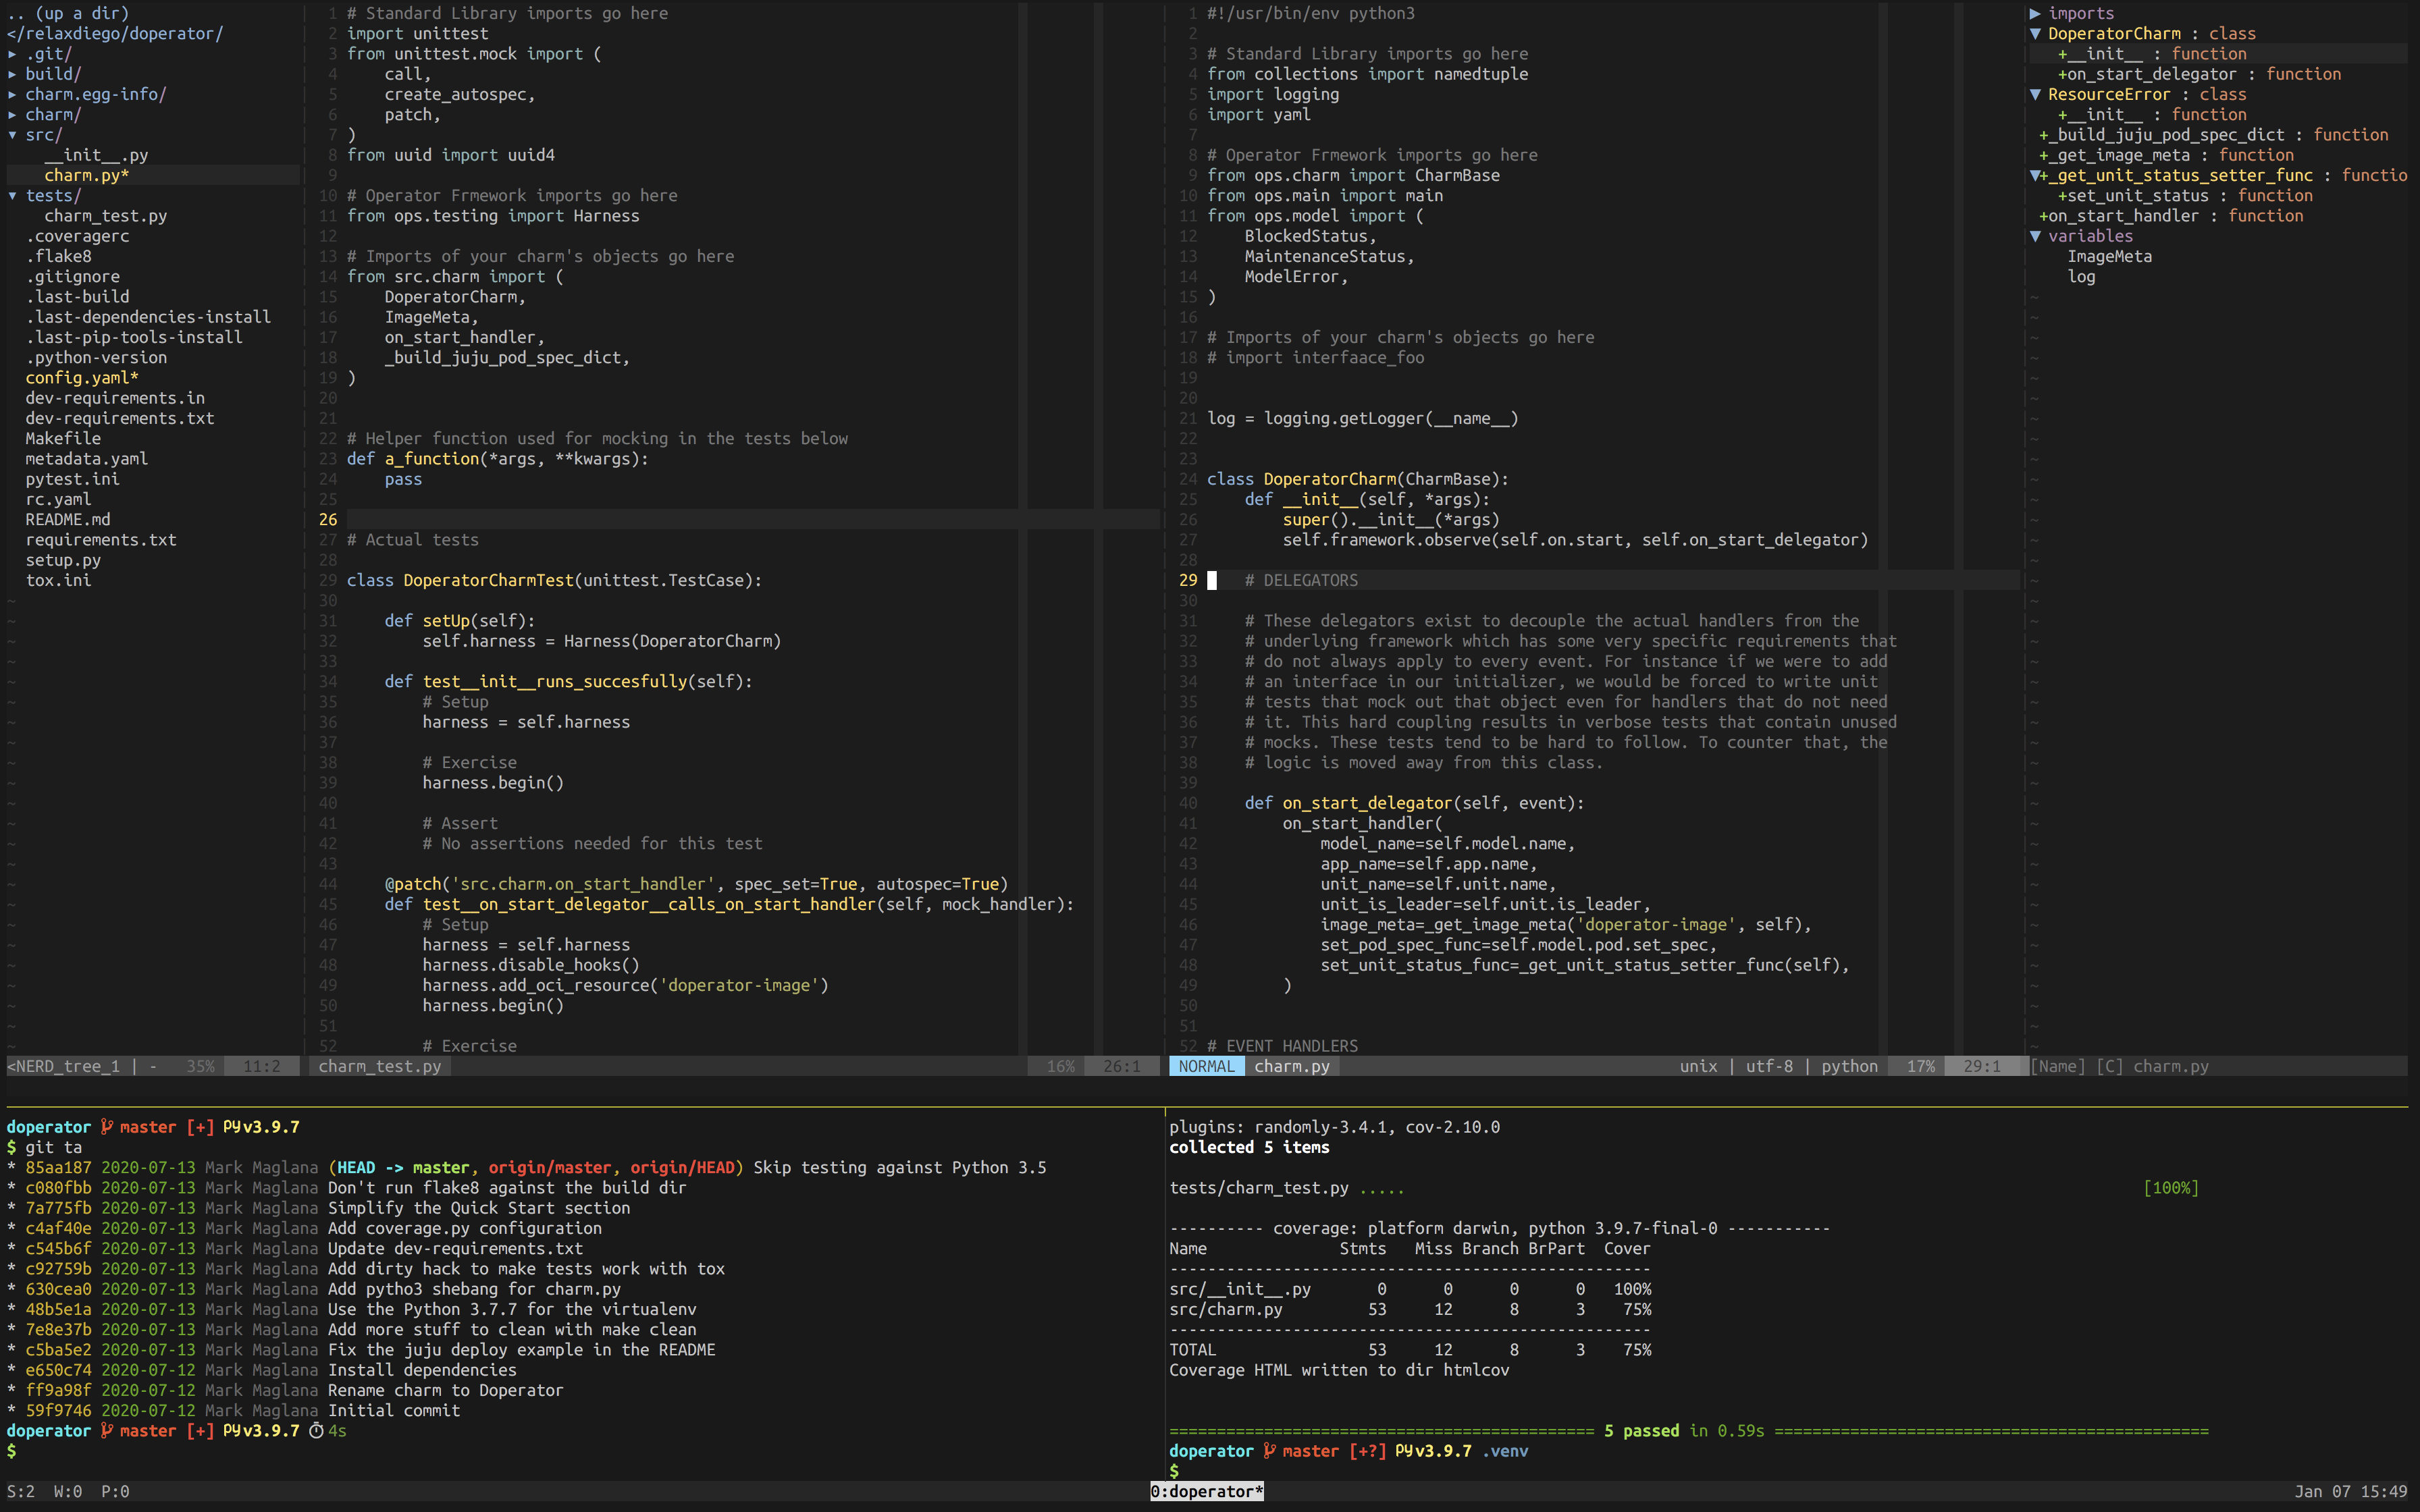 .. (up a dir)
</relaxdiego/doperator/
▸ .git/
▸ build/
▸ charm.egg-info/
▸ charm/
▾ src/
__init__.py
charm.py*
▾ tests/
charm_test.py
.coveragerc
.flake8
.gitignore
.last-build
.last-dependencies-install
.last-pip-tools-install
.python-version
config.yaml*
dev-requirements.in
dev-requirements.txt
Makefile
metadata.yaml
pytest.ini
rc.yaml
README.md
requirements.txt
setup.py
tox.ini
<NERD_tree_1 | - 35% 11:2
1 # Standard Library imports go here
2 import unittest
3 from unittest.mock import (
4     call,
5     create_autospec,
6     patch,
7 )
8 from uuid import uuid4
9
10 # Operator Frmework imports go here
11 from ops.testing import Harness
12
13 # Imports of your charm's objects go here
14 from src.charm import (
15     DoperatorCharm,
16     ImageMeta,
17     on_start_handler,
18     _build_juju_pod_spec_dict,
19 )
20
21
22 # Helper function used for mocking in the tests below
23 def a_function(*args, **kwargs):
24     pass
25
26
27 # Actual tests
28
29 class DoperatorCharmTest(unittest.TestCase):
30
31     def setUp(self):
32         self.harness = Harness(DoperatorCharm)
33
34     def test__init__runs_succesfully(self):
35         # Setup
36         harness = self.harness
37
38         # Exercise
39         harness.begin()
40
41         # Assert
42         # No assertions needed for this test
43
44     @patch('src.charm.on_start_handler', spec_set=True, autospec=True)
45     def test__on_start_delegator__calls_on_start_handler(self, mock_handler):
46         # Setup
47         harness = self.harness
48         harness.disable_hooks()
49         harness.add_oci_resource('doperator-image')
50         harness.begin()
51
52         # Exercise
charm_test.py 16% 26:1
1 #!/usr/bin/env python3
2
3 # Standard Library imports go here
4 from collections import namedtuple
5 import logging
6 import yaml
7
8 # Operator Frmework imports go here
9 from ops.charm import CharmBase
10 from ops.main import main
11 from ops.model import (
12     BlockedStatus,
13     MaintenanceStatus,
14     ModelError,
15 )
16
17 # Imports of your charm's objects go here
18 # import interfaace_foo
19
20
21 log = logging.getLogger(__name__)
22
23
24 class DoperatorCharm(CharmBase):
25     def __init__(self, *args):
26         super().__init__(*args)
27         self.framework.observe(self.on.start, self.on_start_delegator)
28
29     # DELEGATORS
30
31     # These delegators exist to decouple the actual handlers from the
32     # underlying framework which has some very specific requirements that
33     # do not always apply to every event. For instance if we were to add
34     # an interface in our initializer, we would be forced to write unit
35     # tests that mock out that object even for handlers that do not need
36     # it. This hard coupling results in verbose tests that contain unused
37     # mocks. These tests tend to be hard to follow. To counter that, the
38     # logic is moved away from this class.
39
40     def on_start_delegator(self, event):
41         on_start_handler(
42             model_name=self.model.name,
43             app_name=self.app.name,
44             unit_name=self.unit.name,
45             unit_is_leader=self.unit.is_leader,
46             image_meta=_get_image_meta('doperator-image', self),
47             set_pod_spec_func=self.model.pod.set_spec,
48             set_unit_status_func=_get_unit_status_setter_func(self),
49         )
50
51
52 # EVENT HANDLERS
NORMAL charm.py unix | utf-8 | python 17% 29:1
▶ imports
▼ DoperatorCharm : class
+__init__ : function
+on_start_delegator : function
▼ ResourceError : class
+__init__ : function
+_build_juju_pod_spec_dict : function
+_get_image_meta : function
▼+_get_unit_status_setter_func : functio
+set_unit_status : function
+on_start_handler : function
▼ variables
ImageMeta
log
[Name] [C] charm.py
doperator master [+] v3.9.7
$ git ta
* 85aa187 2020-07-13 Mark Maglana (HEAD -> master, origin/master, origin/HEAD) Skip testing against Python 3.5
* c080fbb 2020-07-13 Mark Maglana Don't run flake8 against the build dir
* 7a775fb 2020-07-13 Mark Maglana Simplify the Quick Start section
* c4af40e 2020-07-13 Mark Maglana Add coverage.py configuration
* c545b6f 2020-07-13 Mark Maglana Update dev-requirements.txt
* c92759b 2020-07-13 Mark Maglana Add dirty hack to make tests work with tox
* 630cea0 2020-07-13 Mark Maglana Add pytho3 shebang for charm.py
* 48b5e1a 2020-07-13 Mark Maglana Use the Python 3.7.7 for the virtualenv
* 7e8e37b 2020-07-13 Mark Maglana Add more stuff to clean with make clean
* c5ba5e2 2020-07-13 Mark Maglana Fix the juju deploy example in the README
* e650c74 2020-07-12 Mark Maglana Install dependencies
* ff9a98f 2020-07-12 Mark Maglana Rename charm to Doperator
* 59f9746 2020-07-12 Mark Maglana Initial commit
doperator master [+] v3.9.7 4s
$
plugins: randomly-3.4.1, cov-2.10.0
collected 5 items
tests/charm_test.py ..... [100%]
---------- coverage: platform darwin, python 3.9.7-final-0 -----------
Name Stmts Miss Branch BrPart Cover
---------------------------------------------------
src/__init__.py 0 0 0 0 100%
src/charm.py 53 12 8 3 75%
---------------------------------------------------
TOTAL 53 12 8 3 75%
Coverage HTML written to dir htmlcov
============================================= 5 passed in 0.59s ==============================================
doperator master [+?] v3.9.7 .venv
$
S:2 W:0 P:0 0:doperator* Jan 07 15:49